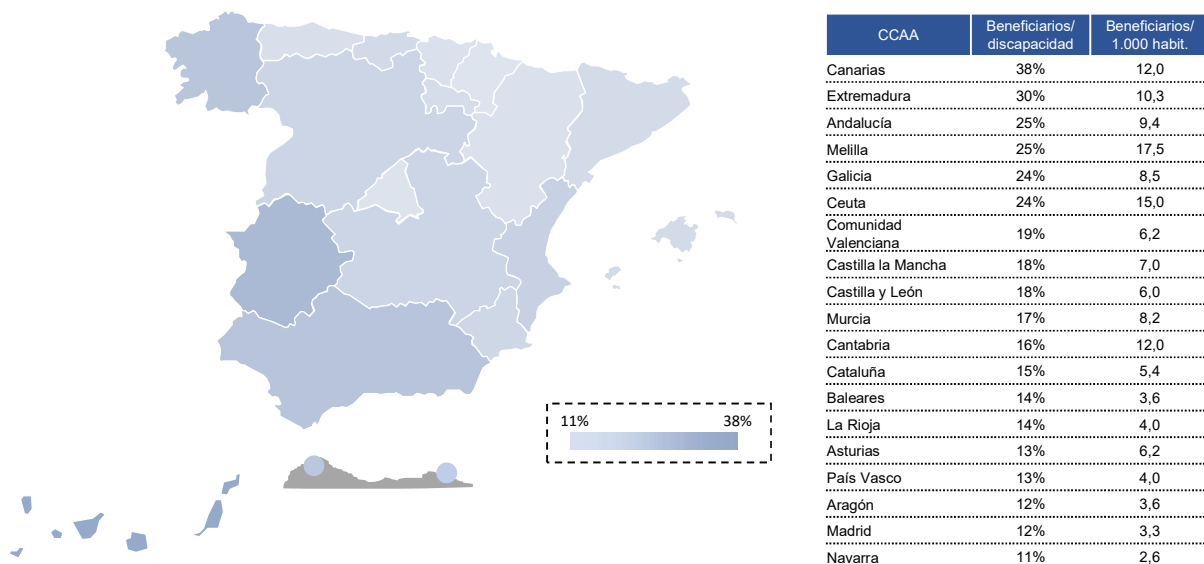 CCAA
Beneficiarios/
discapacidad
Beneficiarios/
1.000 habit.
Canarias 38% 12,0
Extremadura 30% 10,3
Andalucía 25% 9,4
Melilla 25% 17,5
Galicia 24% 8,5
Ceuta 24% 15,0
Comunidad
Valenciana 19% 6,2
Castilla la Mancha 18% 7,0
Castilla y León 18% 6,0
Murcia 17% 8,2
Cantabria 16% 12,0
Cataluña 15% 5,4
Baleares 14% 3,6
La Rioja 14% 4,0
Asturias 13% 6,2
País Vasco 13% 4,0
Aragón 12% 3,6
Madrid 12% 3,3
Navarra 11% 2,6
11% 38%